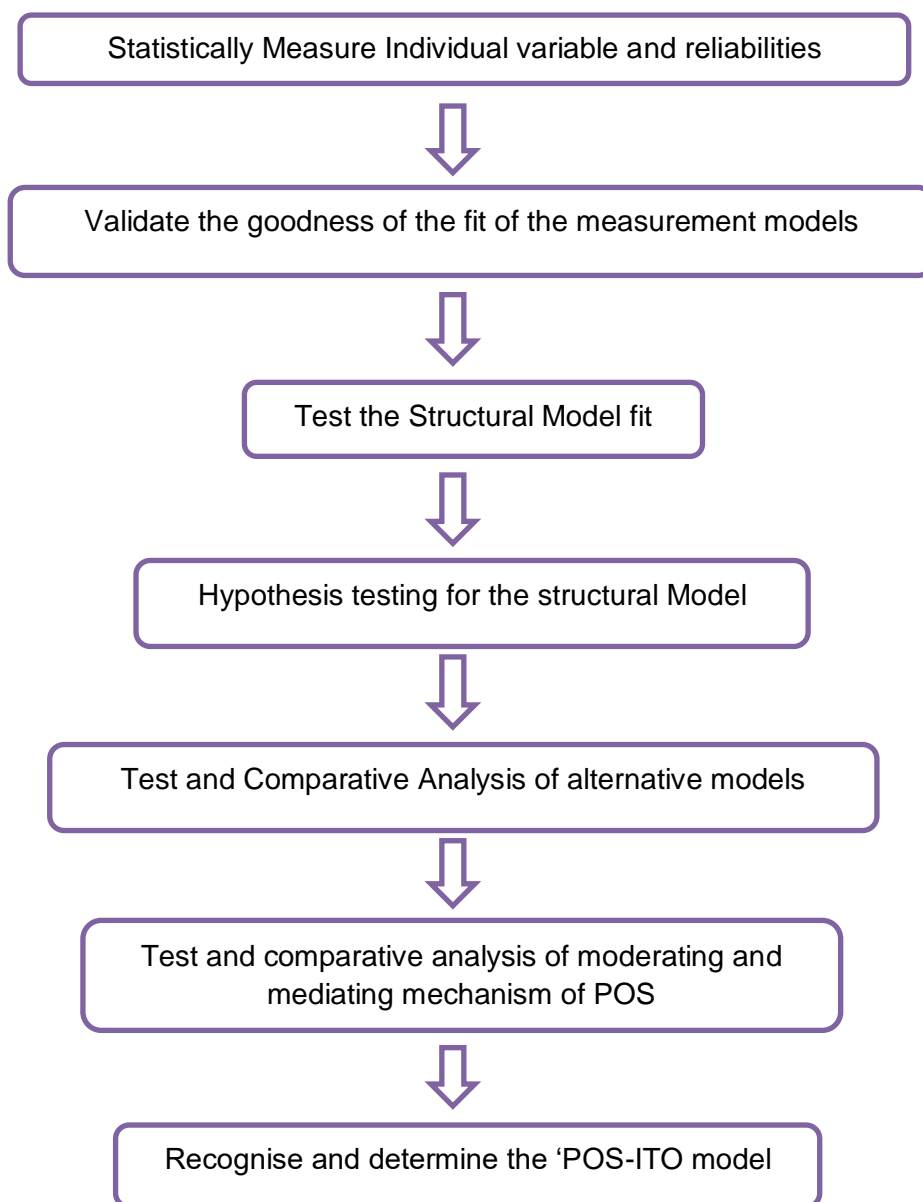 Statistically Measure Individual variable and reliabilities
Validate the goodness of the fit of the measurement models
Test the Structural Model fit
Hypothesis testing for the structural Model
Test and Comparative Analysis of alternative models
Test and comparative analysis of moderating and
mediating mechanism of POS
Recognise and determine the ‘POS-ITO model